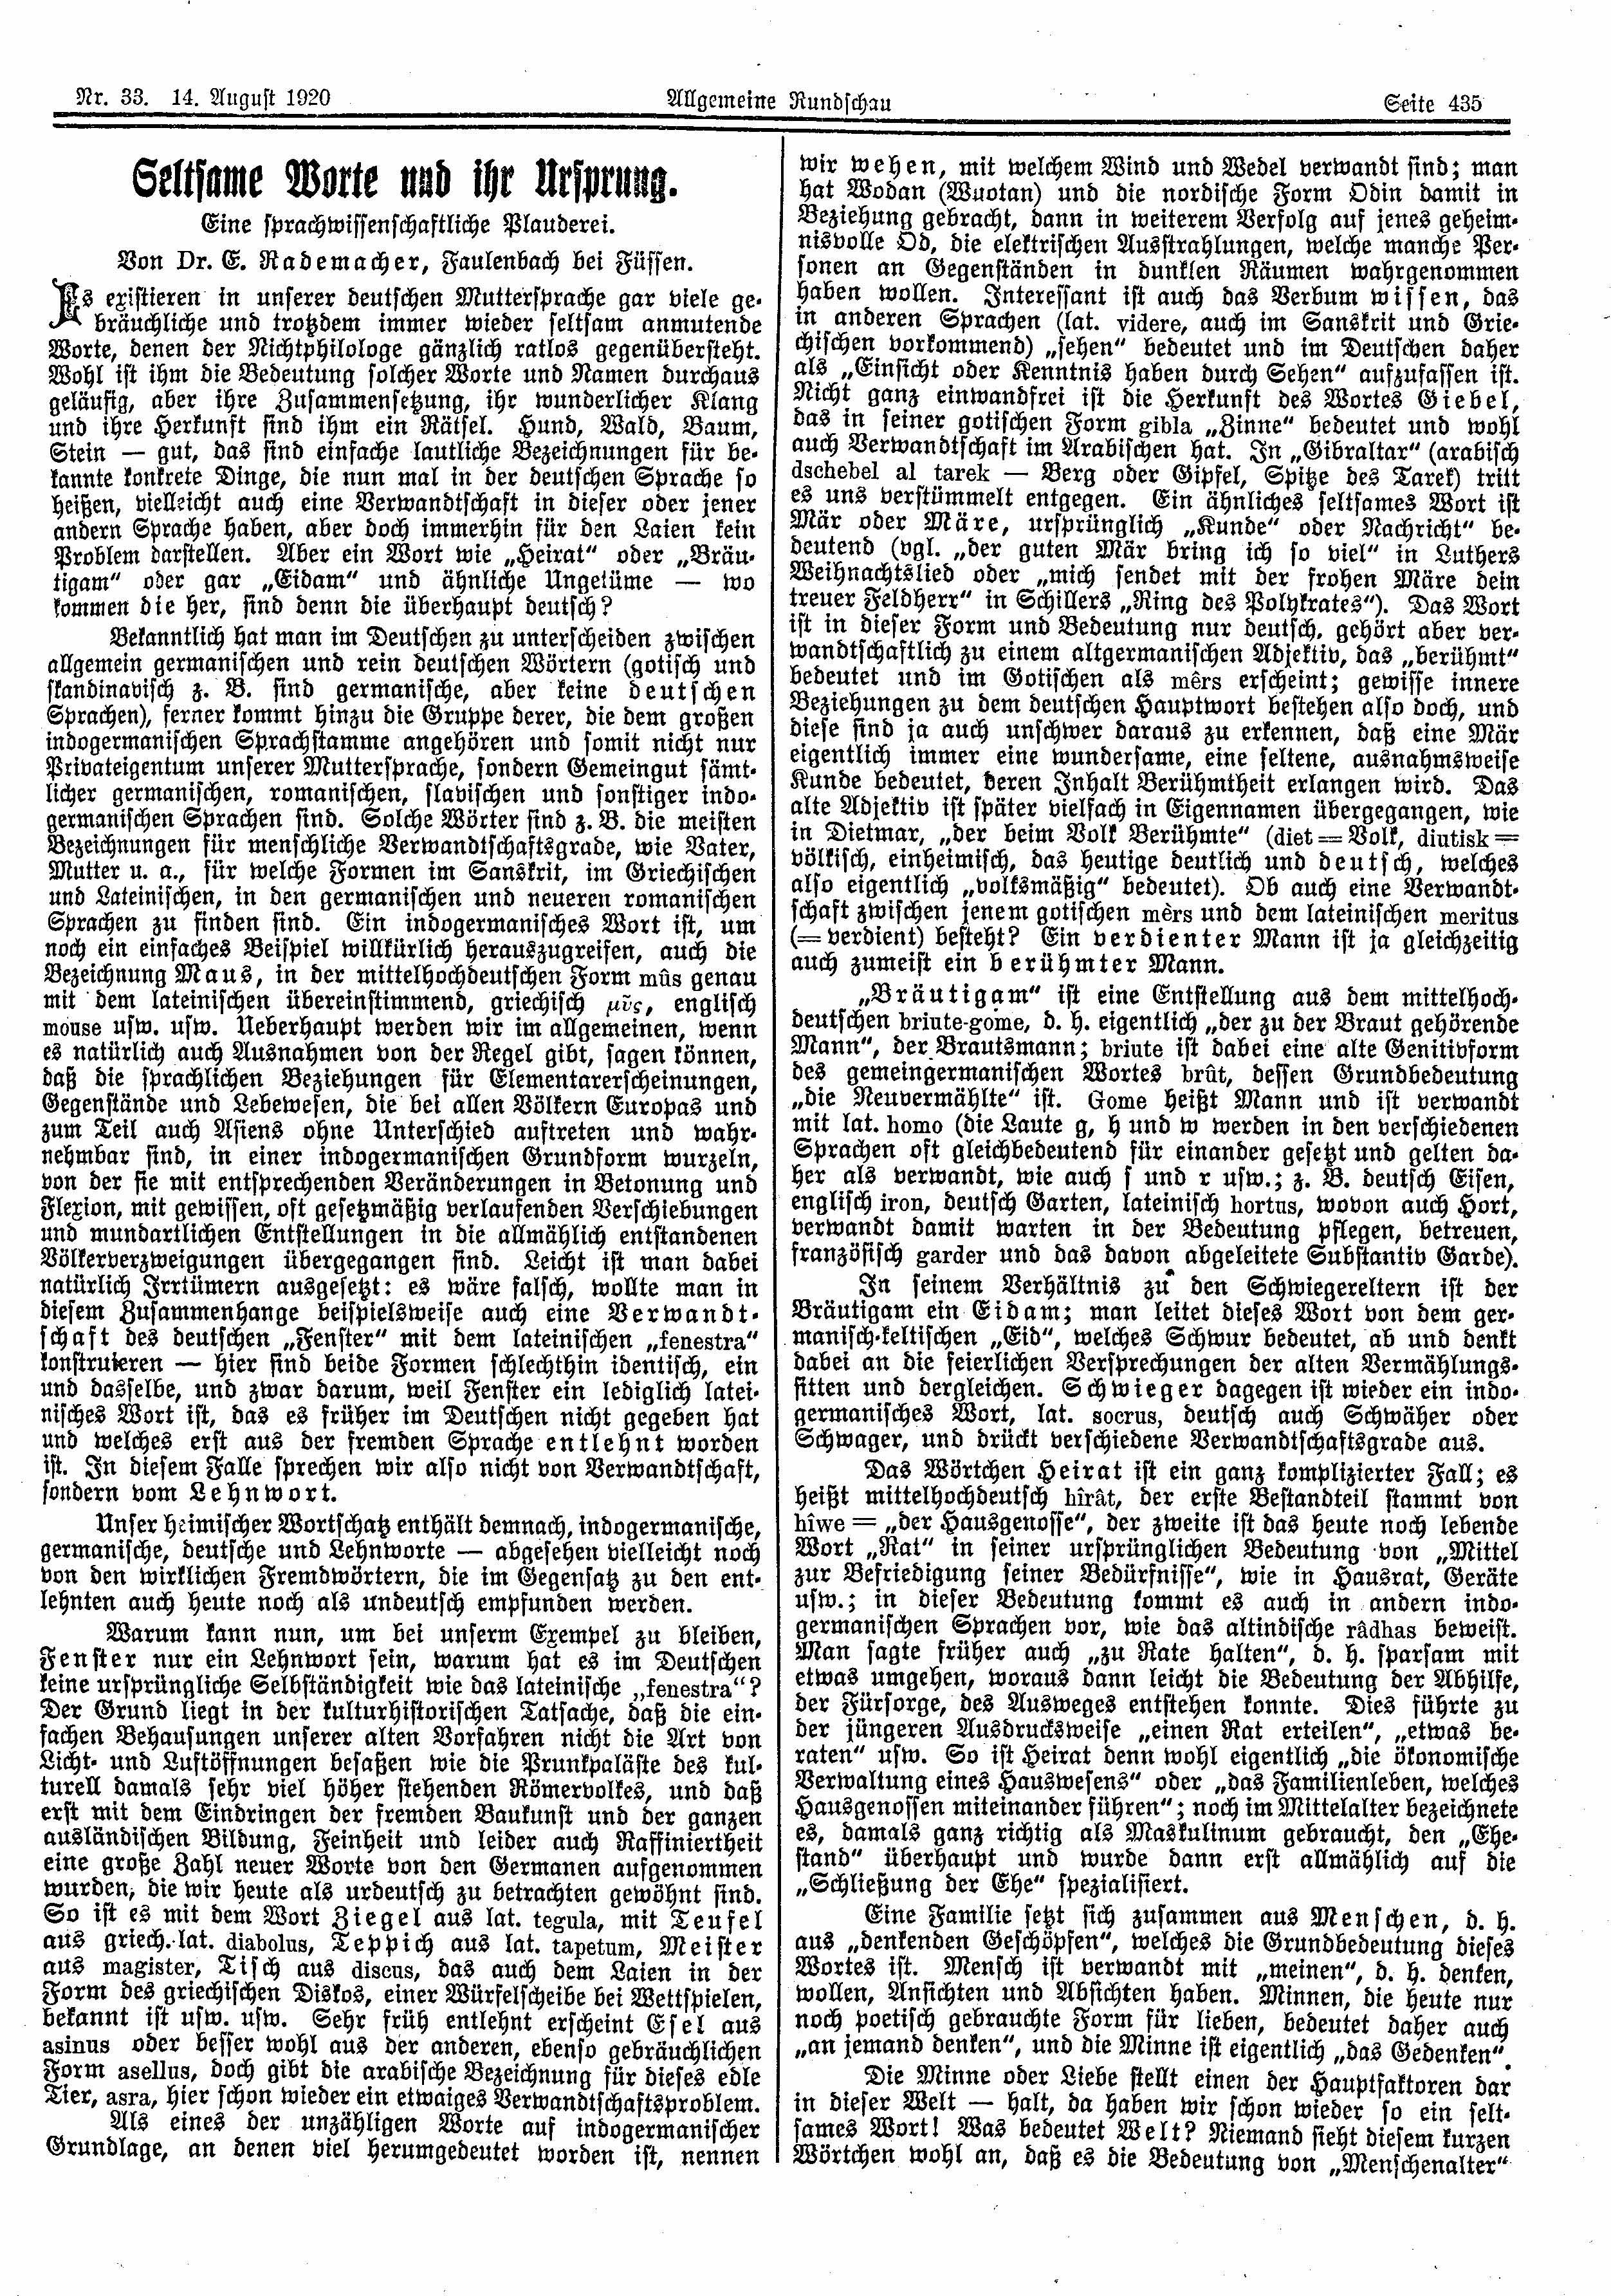 Nr. 33. 14. August 1920
Allgemeine Rundschau
Seite 435
Seltsame Worte und ihr Ursprung.
Eine sprachwissenschaftliche Plauderei.
Von Dr. E. Rademacher, Faulenbach bei Füssen.
Es existieren in unserer deutschen Muttersprache gar viele ge-
bräuchliche und trotzdem immer wieder seltsam anmutende
Worte, denen der Nichtphilologe gänzlich ratlos gegenübersteht.
Wohl ist ihm die Bedeutung solcher Worte und Namen durchaus
geläufig, aber ihre Zusammensetzung, ihr wunderlicher Klang
und ihre Herkunft sind ihm ein Rätsel. Hund, Wald, Baum,
Stein — gut, das sind einfache lautliche Bezeichnungen für be-
kannte konkrete Dinge, die nun mal in der deutschen Sprache so
heißen, vielleicht auch eine Verwandtschaft in dieser oder jener
andern Sprache haben, aber doch immerhin für den Laien kein
Problem darstellen. Aber ein Wort wie „Heirat“ oder „Bräu-
tigam“ oder gar „Eidam“ und ähnliche Ungetüme — wo
kommen die her, sind denn die überhaupt deutsch?
Bekanntlich hat man im Deutschen zu unterscheiden zwischen
allgemein germanischen und rein deutschen Wörtern (gotisch und
skandinavisch z. B. sind germanische, aber keine deutschen
Sprachen), ferner kommt hinzu die Gruppe derer, die dem großen
indogermanischen Sprachstamme angehören und somit nicht nur
Privateigentum unserer Muttersprache, sondern Gemeingut sämt-
licher germanischen, romanischen, slavischen und sonstiger indo-
germanischen Sprachen sind. Solche Wörter sind z. B. die meisten
Bezeichnungen für menschliche Verwandtschaftsgrade, wie Vater,
Mutter u. a., für welche Formen im Sanskrit, im Griechischen
und Lateinischen, in den germanischen und neueren romanischen
Sprachen zu finden sind. Ein indogermanisches Wort ist, um
noch ein einfaches Beispiel willkürlich herauszugreifen, auch die
Bezeichnung Maus, in der mittelhochdeutschen Form mûs genau
mit dem lateinischen übereinstimmend, griechisch μῦς, englisch
mouse usw. usw. Ueberhaupt werden wir im allgemeinen, wenn
es natürlich auch Ausnahmen von der Regel gibt, sagen können,
daß die sprachlichen Beziehungen für Elementarerscheinungen,
Gegenstände und Lebewesen, die bei allen Völkern Europas und
zum Teil auch Asiens ohne Unterschied auftreten und wahr-
nehmbar sind, in einer indogermanischen Grundform wurzeln,
von der sie mit entsprechenden Veränderungen in Betonung und
Flexion, mit gewissen, oft gesetzmäßig verlaufenden Verschiebungen
und mundartlichen Entstellungen in die allmählich entstandenen
Völkerverzweigungen übergegangen sind. Leicht ist man dabei
natürlich Irrtümern ausgesetzt: es wäre falsch, wollte man in
diesem Zusammenhange beispielsweise auch eine Verwandt-
schaft des deutschen „Fenster“ mit dem lateinischen „fenestra“
konstruieren — hier sind beide Formen schlechthin identisch, ein
und dasselbe, und zwar darum, weil Fenster ein lediglich latei-
nisches Wort ist, das es früher im Deutschen nicht gegeben hat
und welches erst aus der fremden Sprache entlehnt worden
ist. In diesem Falle sprechen wir also nicht von Verwandtschaft,
sondern vom Lehnwort.
Unser heimischer Wortschatz enthält demnach, indogermanische,
germanische, deutsche und Lehnworte — abgesehen vielleicht noch
von den wirklichen Fremdwörtern, die im Gegensatz zu den ent-
lehnten auch heute noch als undeutsch empfunden werden.
Warum kann nun, um bei unserm Exempel zu bleiben,
Fenster nur ein Lehnwort sein, warum hat es im Deutschen
keine ursprüngliche Selbständigkeit wie das lateinische „fenestra“?
Der Grund liegt in der kulturhistorischen Tatsache, daß die ein-
fachen Behausungen unserer alten Vorfahren nicht die Art von
Licht- und Luftöffnungen besaßen wie die Prunkpaläste des kul-
turell damals sehr viel höher stehenden Römervolkes, und daß
erst mit dem Eindringen der fremden Baukunst und der ganzen
ausländischen Bildung, Feinheit und leider auch Raffiniertheit
eine große Zahl neuer Worte von den Germanen aufgenommen
wurden, die wir heute als urdeutsch zu betrachten gewöhnt sind.
So ist es mit dem Wort Ziegel aus lat. tegula, mit Teufel
aus griech.-lat. diabolus, Teppich aus lat. tapetum, Meister
aus magister, Tisch aus discus, das auch dem Laien in der
Form des griechischen Diskos, einer Würfelscheibe bei Wettspielen,
bekannt ist usw. usw. Sehr früh entlehnt erscheint Esel aus
asinus oder besser wohl aus der anderen, ebenso gebräuchlichen
Form asellus, doch gibt die arabische Bezeichnung für dieses edle
Tier, asra, hier schon wieder ein etwaiges Verwandtschaftsproblem.
Als eines der unzähligen Worte auf indogermanischer
Grundlage, an denen viel herumgedeutet worden ist, nennen
wir wehen, mit welchem Wind und Wedel verwandt sind; man
hat Wodan (Wuotan) und die nordische Form Odin damit in
Beziehung gebracht, dann in weiterem Verfolg auf jenes geheim-
nisvolle Od, die elektrischen Ausstrahlungen, welche manche Per-
sonen an Gegenständen in dunklen Räumen wahrgenommen
haben wollen. Interessant ist auch das Verbum wissen, das
in anderen Sprachen (lat. videre, auch im Sanskrit und Grie-
chischen vorkommend) „sehen“ bedeutet und im Deutschen daher
als „Einsicht oder Kenntnis haben durch Sehen“ aufzufassen ist.
Nicht ganz einwandfrei ist die Herkunft des Wortes Giebel,
das in seiner gotischen Form gibla „Zinne“ bedeutet und wohl
auch Verwandtschaft im Arabischen hat. In „Gibraltar“ (arabisch
dschebel al tarek — Berg oder Gipfel, Spitze des Tarek) tritt
es uns verstümmelt entgegen. Ein ähnliches seltsames Wort ist
Mär oder Märe, ursprünglich „Kunde“ oder Nachricht“ be-
deutend (vgl. „der guten Mär bring ich so viel“ in Luthers
Weihnachtslied oder „mich sendet mit der frohen Märe dein
treuer Feldherr“ in Schillers „Ring des Polykrates“). Das Wort
ist in dieser Form und Bedeutung nur deutsch, gehört aber ver-
wandtschaftlich zu einem altgermanischen Adjektiv, das „berühmt“
bedeutet und im Gotischen als mêrs erscheint; gewisse innere
Beziehungen zu dem deutschen Hauptwort bestehen also doch, und
diese sind ja auch unschwer daraus zu erkennen, daß eine Mär
eigentlich immer eine wundersame, eine seltene, ausnahmsweise
Kunde bedeutet, deren Inhalt Berühmtheit erlangen wird. Das
alte Adjektiv ist später vielfach in Eigennamen übergegangen, wie
in Dietmar, „der beim Volk Berühmte“ (diet = Volk, diutisk =
völkisch, einheimisch, das heutige deutlich und deutsch, welches
also eigentlich „volksmäßig“ bedeutet). Ob auch eine Verwandt-
schaft zwischen jenem gotischen mêrs und dem lateinischen meritus
(= verdient) besteht? Ein verdienter Mann ist ja gleichzeitig
auch zumeist ein berühmter Mann.
„Bräutigam“ ist eine Entstellung aus dem mittelhoch-
deutschen briute-gome, d. h. eigentlich „der zu der Braut gehörende
Mann“, der Brautsmann; briute ist dabei eine alte Genitivform
des gemeingermanischen Wortes brût, dessen Grundbedeutung
„die Neuvermählte“ ist. Gome heißt Mann und ist verwandt
mit lat. homo (die Laute g, h und w werden in den verschiedenen
Sprachen oft gleichbedeutend für einander gesetzt und gelten da-
her als verwandt, wie auch s und r usw.; z. B. deutsch Eisen,
englisch iron, deutsch Garten, lateinisch hortus, wovon auch Hort,
verwandt damit warten in der Bedeutung pflegen, betreuen,
französisch garder und das davon abgeleitete Substantiv Garde).
In seinem Verhältnis zu den Schwiegereltern ist der
Bräutigam ein Eidam; man leitet dieses Wort von dem ger-
manisch-keltischen „Eid“, welches Schwur bedeutet, ab und denkt
dabei an die feierlichen Versprechungen der alten Vermählungs-
sitten und dergleichen. Schwieger dagegen ist wieder ein indo-
germanisches Wort, lat. socrus, deutsch auch Schwäher oder
Schwager, und drückt verschiedene Verwandtschaftsgrade aus.
Das Wörtchen Heirat ist ein ganz komplizierter Fall; es
heißt mittelhochdeutsch hîrât, der erste Bestandteil stammt von
hîwe = „der Hausgenosse“, der zweite ist das heute noch lebende
Wort „Rat“ in seiner ursprünglichen Bedeutung von „Mittel
zur Befriedigung seiner Bedürfnisse“, wie in Hausrat, Geräte
usw.; in dieser Bedeutung kommt es auch in andern indo-
germanischen Sprachen vor, wie das altindische râdhas beweist.
Man sagte früher auch „zu Rate halten“, d. h. sparsam mit
etwas umgehen, woraus dann leicht die Bedeutung der Abhilfe,
der Fürsorge, des Ausweges entstehen konnte. Dies führte zu
der jüngeren Ausdrucksweise „einen Rat erteilen“, „etwas be-
raten“ usw. So ist Heirat denn wohl eigentlich „die ökonomische
Verwaltung eines Hauswesens“ oder „das Familienleben, welches
Hausgenossen miteinander führen“; noch im Mittelalter bezeichnete
es, damals ganz richtig als Maskulinum gebraucht, den „Ehe-
stand“ überhaupt und wurde dann erst allmählich auf die
„Schließung der Ehe“ spezialisiert.
Eine Familie setzt sich zusammen aus Menschen, d. h.
aus „denkenden Geschöpfen“, welches die Grundbedeutung dieses
Wortes ist. Mensch ist verwandt mit „meinen“, d. h. denken,
wollen, Ansichten und Absichten haben. Minnen, die heute nur
noch poetisch gebrauchte Form für lieben, bedeutet daher auch
„an jemand denken“, und die Minne ist eigentlich „das Gedenken“.
Die Minne oder Liebe stellt einen der Hauptfaktoren dar
in dieser Welt — halt, da haben wir schon wieder so ein selt-
sames Wort! Was bedeutet Welt? Niemand sieht diesem kurzen
Wörtchen wohl an, daß es die Bedeutung von „Menschenalter“